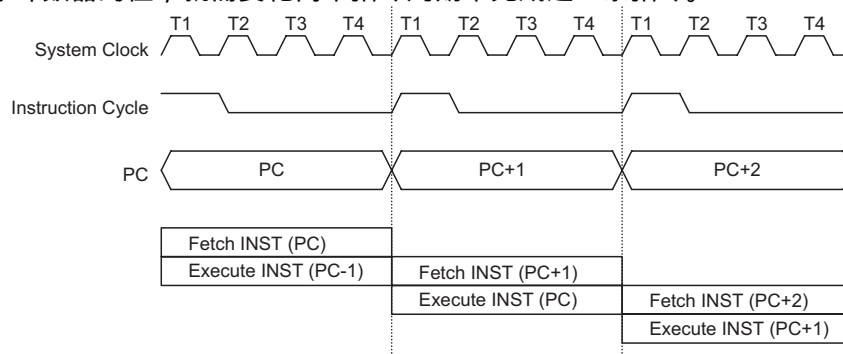 T1 T2 T3 T4 T1 T2 T3 T4 T1 T2 T3 T4
System Clock
Instruction Cycle
PC PC PC+1 PC+2
Fetch INST (PC)
Execute INST (PC-1) Fetch INST (PC+1)
Execute INST (PC) Fetch INST (PC+2)
Execute INST (PC+1)